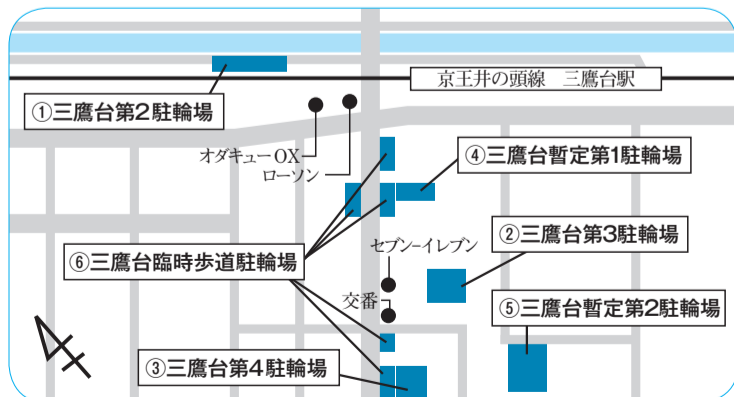 京王井の頭線　三鷹台駅
①三鷹台第2駐輪場
オダキューOX
ローソン
④三鷹台暫定第1駐輪場
②三鷹台第3駐輪場
セブン-イレブン
⑥三鷹台臨時歩道駐輪場
交番
⑤三鷹台暫定第2駐輪場
③三鷹台第4駐輪場